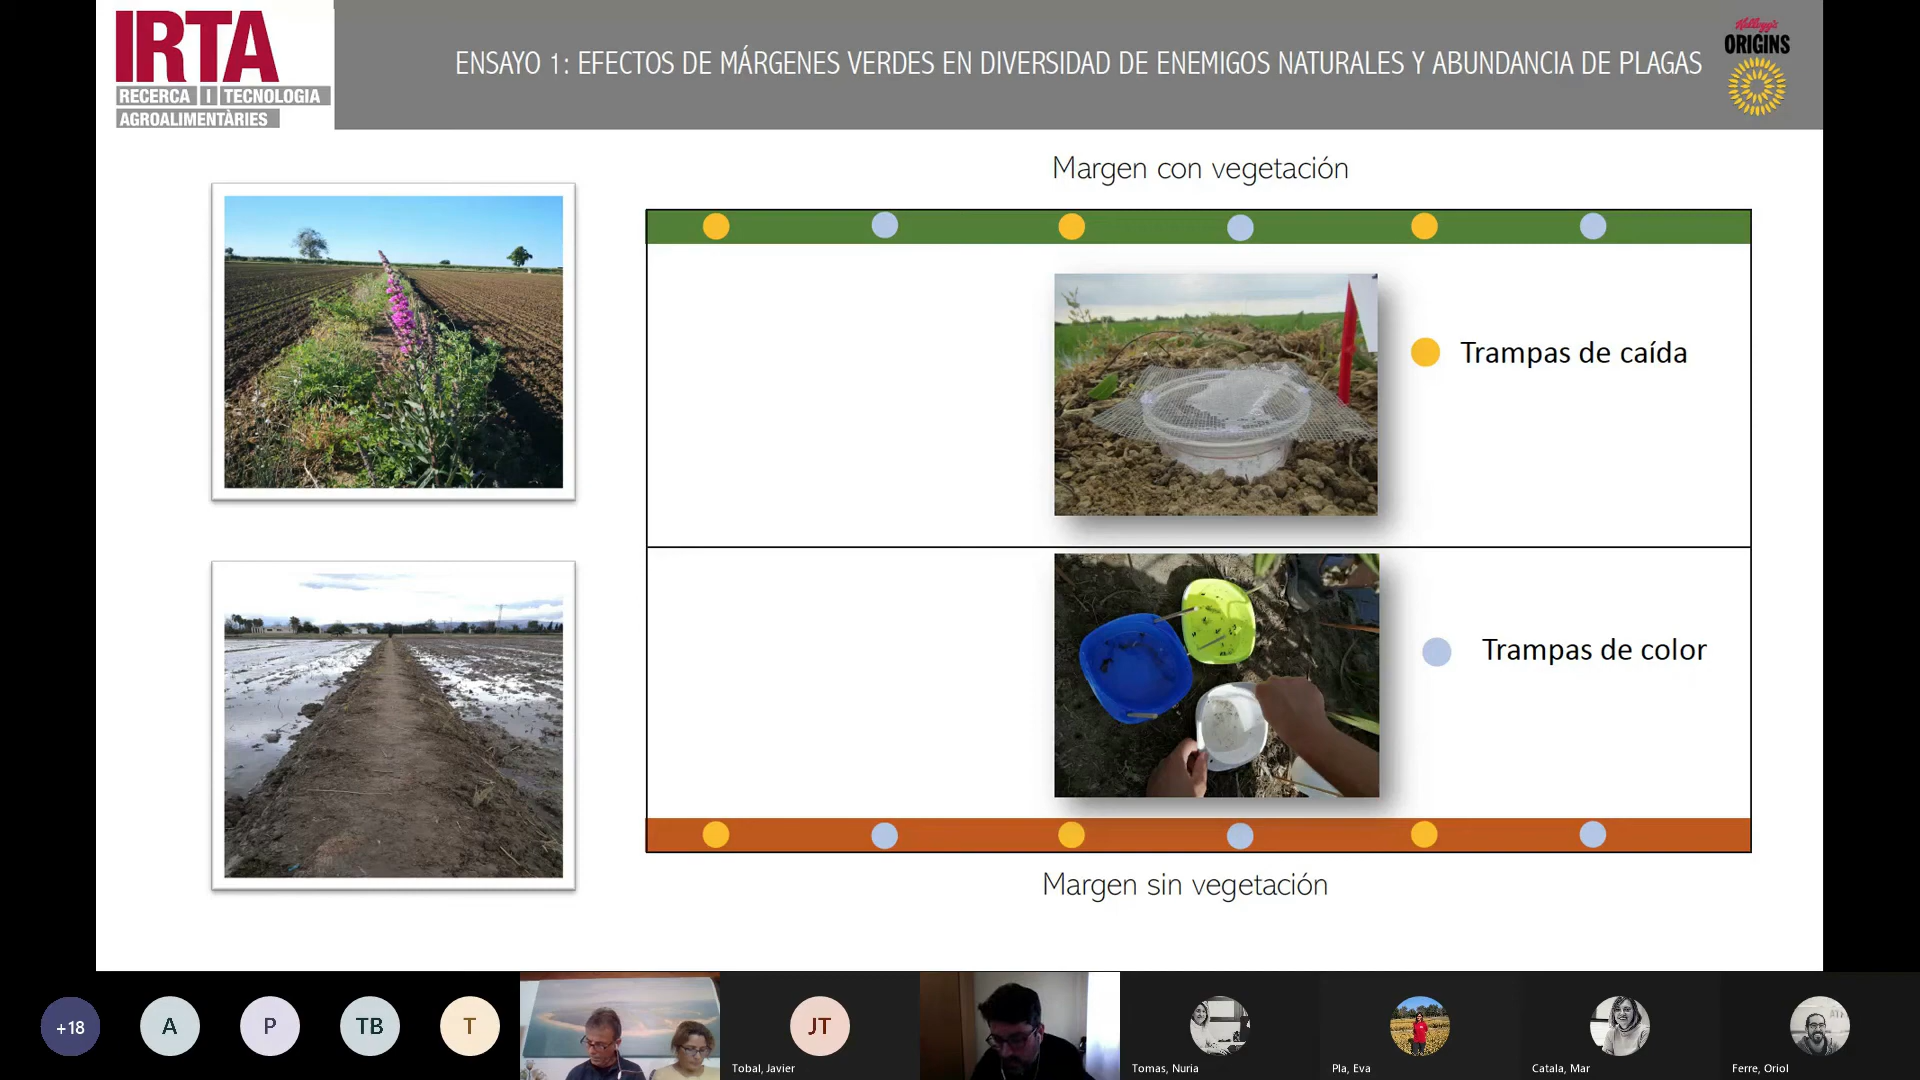 IRTA
RECERCA I TECNOLOGIA
AGROALIMENTÀRIES
ENSAYO 1: EFECTOS DE MÁRGENES VERDES EN DIVERSIDAD DE ENEMIGOS NATURALES Y ABUNDANCIA DE PLAGAS
Kellogg's
ORIGINS
Margen con vegetación
Trampas de caída
Trampas de color
Margen sin vegetación
+18
A
P
TB
T
JT
Tobal, Javier
Tomas, Nuria
Pla, Eva
Catala, Mar
Ferre, Oriol